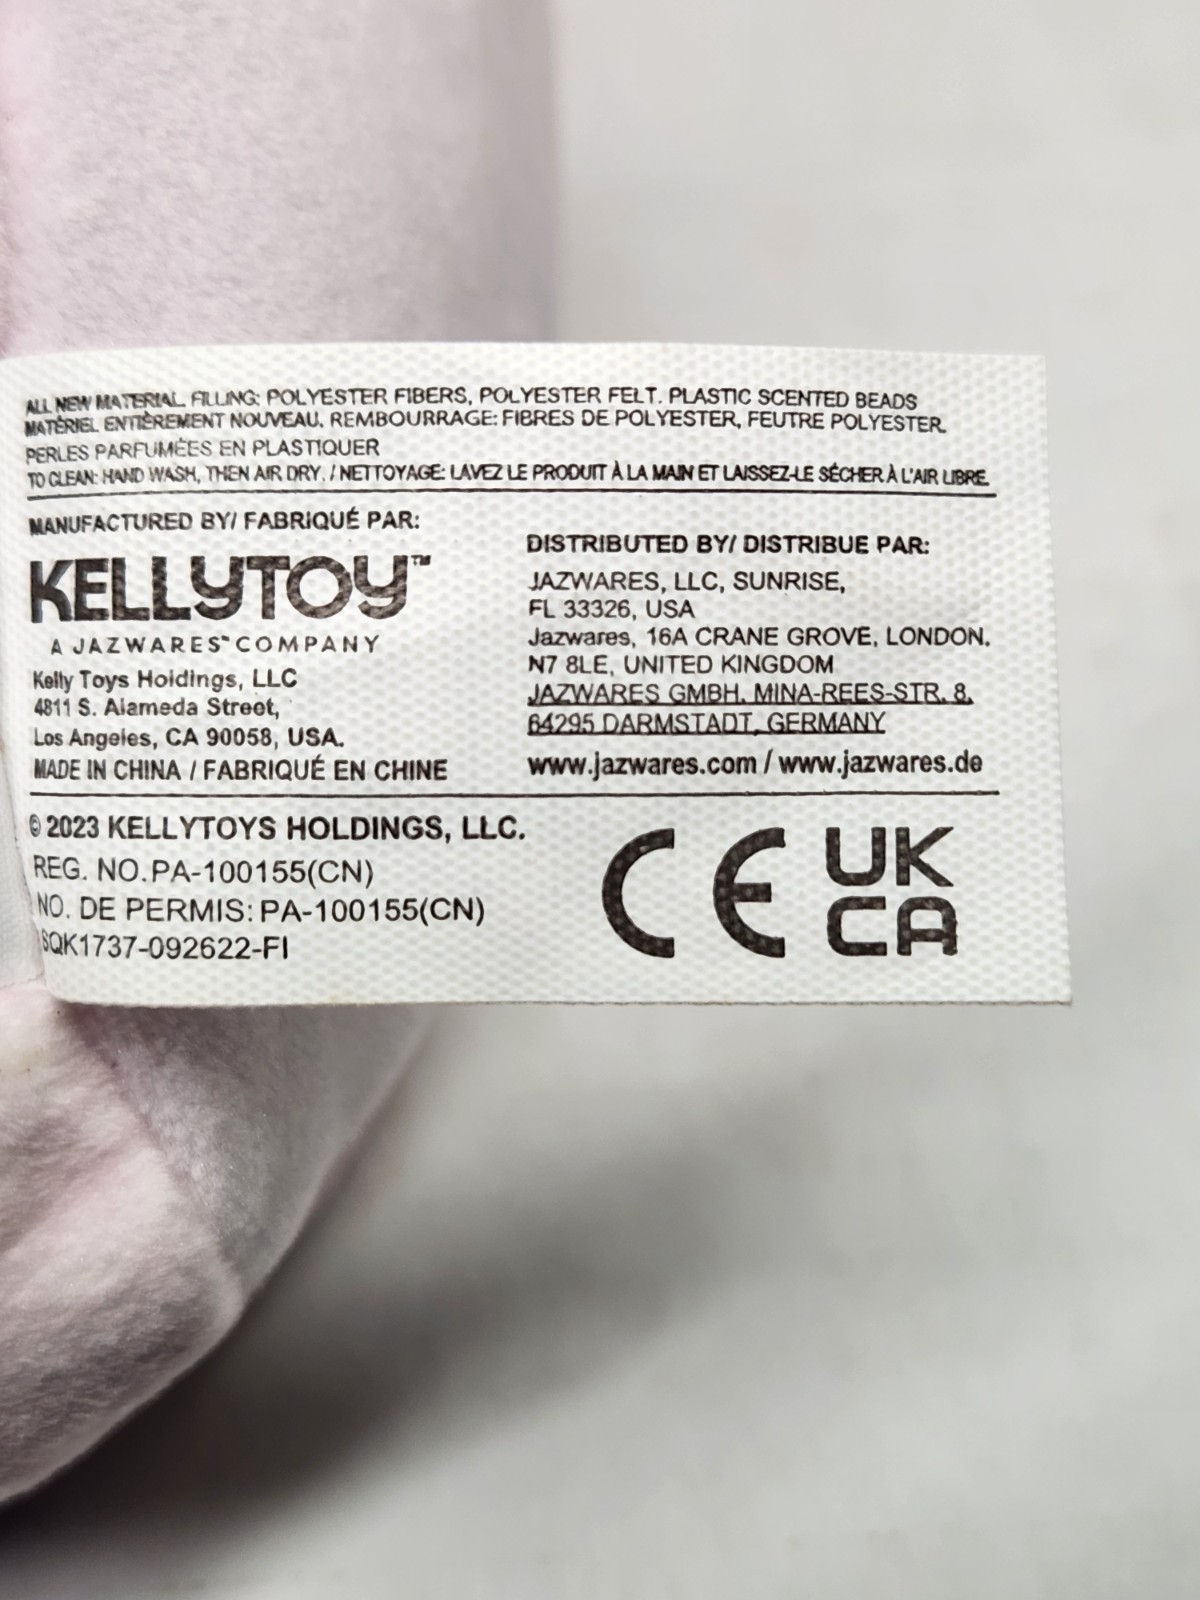 ALL NEW MATERIAL FILLING: POLYESTER FIBERS, POLYESTER FELT. PLASTIC SCENTED BEADS
MATÉRIEL ENTIÈREMENT NOUVEAU. REMBOURRAGE: FIBRES DE POLYESTER, FEUTRE POLYESTER.
PERLES PARFUMÉES EN PLASTIQUER
TO CLEAN: HAND WASH, THEN AIR DRY. / NETTOYAGE: LAVEZ LE PRODUIT À LA MAIN ET LAISSEZ-LE SÉCHER À L'AIR LIBRE.
MANUFACTURED BY/ FABRIQUÉ PAR:
KELLYTOY™
A JAZWARES™ COMPANY
Kelly Toys Holdings, LLC
4811 S. Alameda Street,
Los Angeles, CA 90058, USA.
MADE IN CHINA / FABRIQUÉ EN CHINE
DISTRIBUTED BY/ DISTRIBUE PAR:
JAZWARES, LLC, SUNRISE,
FL 33326, USA
Jazwares, 16A CRANE GROVE, LONDON,
N7 8LE, UNITED KINGDOM
JAZWARES GMBH, MINA-REES-STR. 8,
64295 DARMSTADT, GERMANY
www.jazwares.com / www.jazwares.de
© 2023 KELLYTOYS HOLDINGS, LLC.
REG. NO.PA-100155(CN)
NO. DE PERMIS: PA-100155(CN)
SQK1737-092622-FI
CE
UK
CA